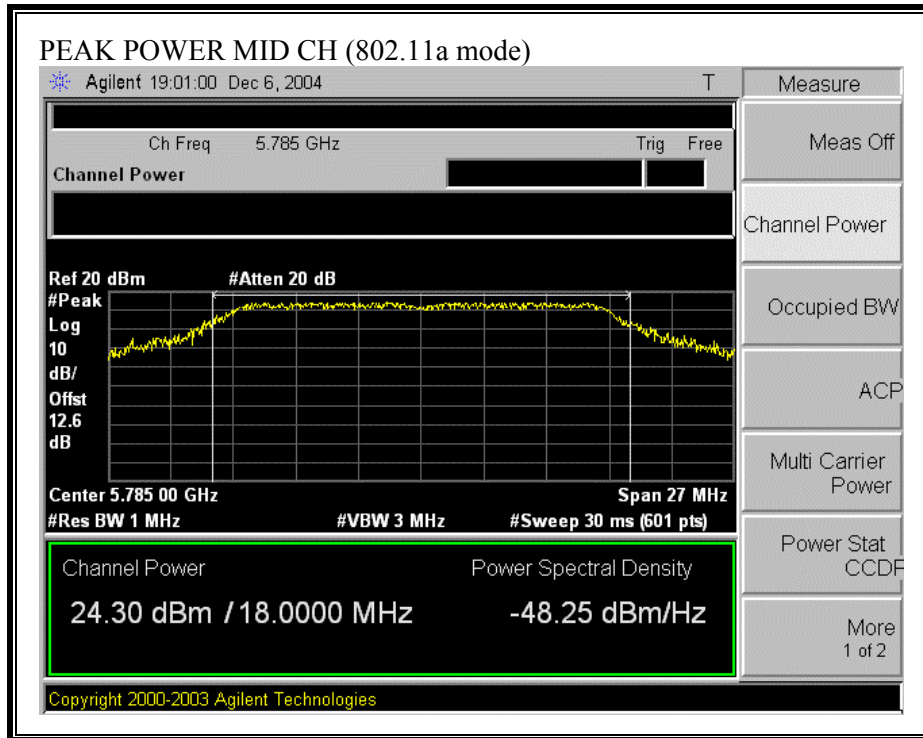 PEAK POWER MID CH (802.11a mode)
Agilent 19:01:00 Dec 6, 2004 T
Measure
Ch Freq 5.785 GHz Trig Free
Channel Power
Meas Off
Channel Power
Occupied BW
ACP
Multi Carrier
Power
Power Stat
CCDF
More
1 of 2
Ref 20 dBm #Atten 20 dB
#Peak
Log
10
dB/
Offst
12.6
dB
Center 5.785 00 GHz Span 27 MHz
#Res BW 1 MHz #VBW 3 MHz #Sweep 30 ms (601 pts)
Channel Power Power Spectral Density
24.30 dBm / 18.0000 MHz -48.25 dBm/Hz
Copyright 2000-2003 Agilent Technologies